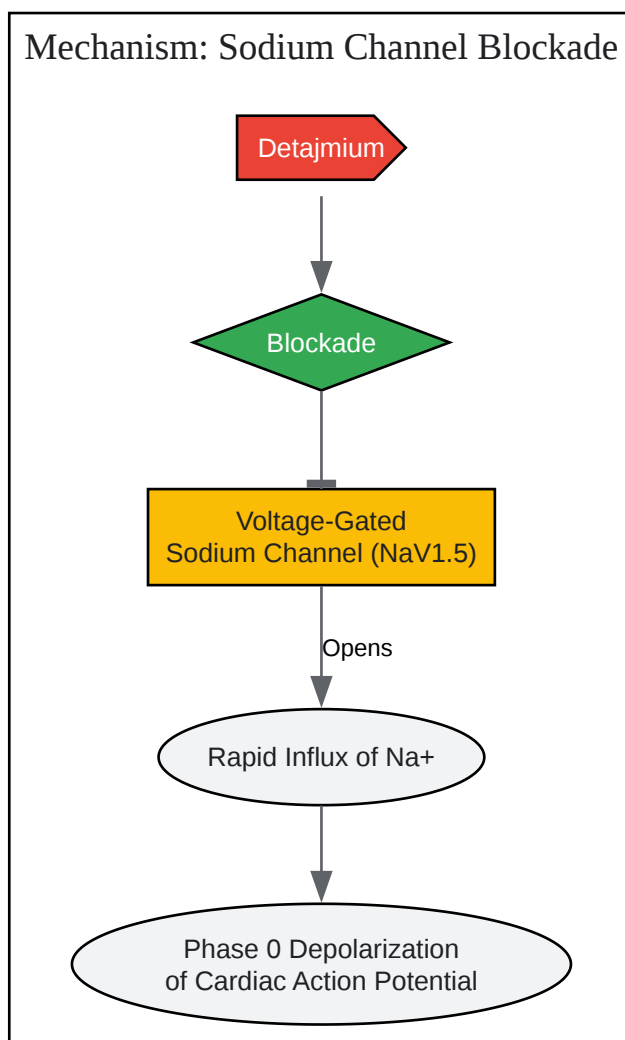 Mechanism: Sodium Channel Blockade
Detajmium
Blockade
Voltage-Gated
Sodium Channel (NaV1.5)
Opens
Rapid Influx of Na+
Phase 0 Depolarization
of Cardiac Action Potential